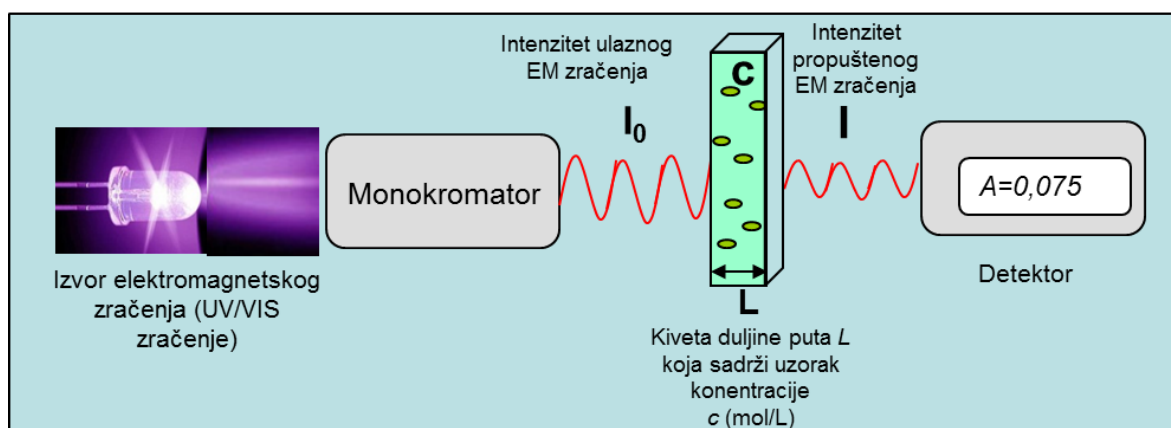 Intenzitet ulaznog
EM zračenja
I₀
C
Intenzitet
propuštenog
EM zračenja
I
Monokromator
A=0,075
Izvor elektromagnetskog
zračenja (UV/VIS
zračenje)
L
Kiveta duljine puta L
koja sadrži uzorak
konentracije
c (mol/L)
Detektor